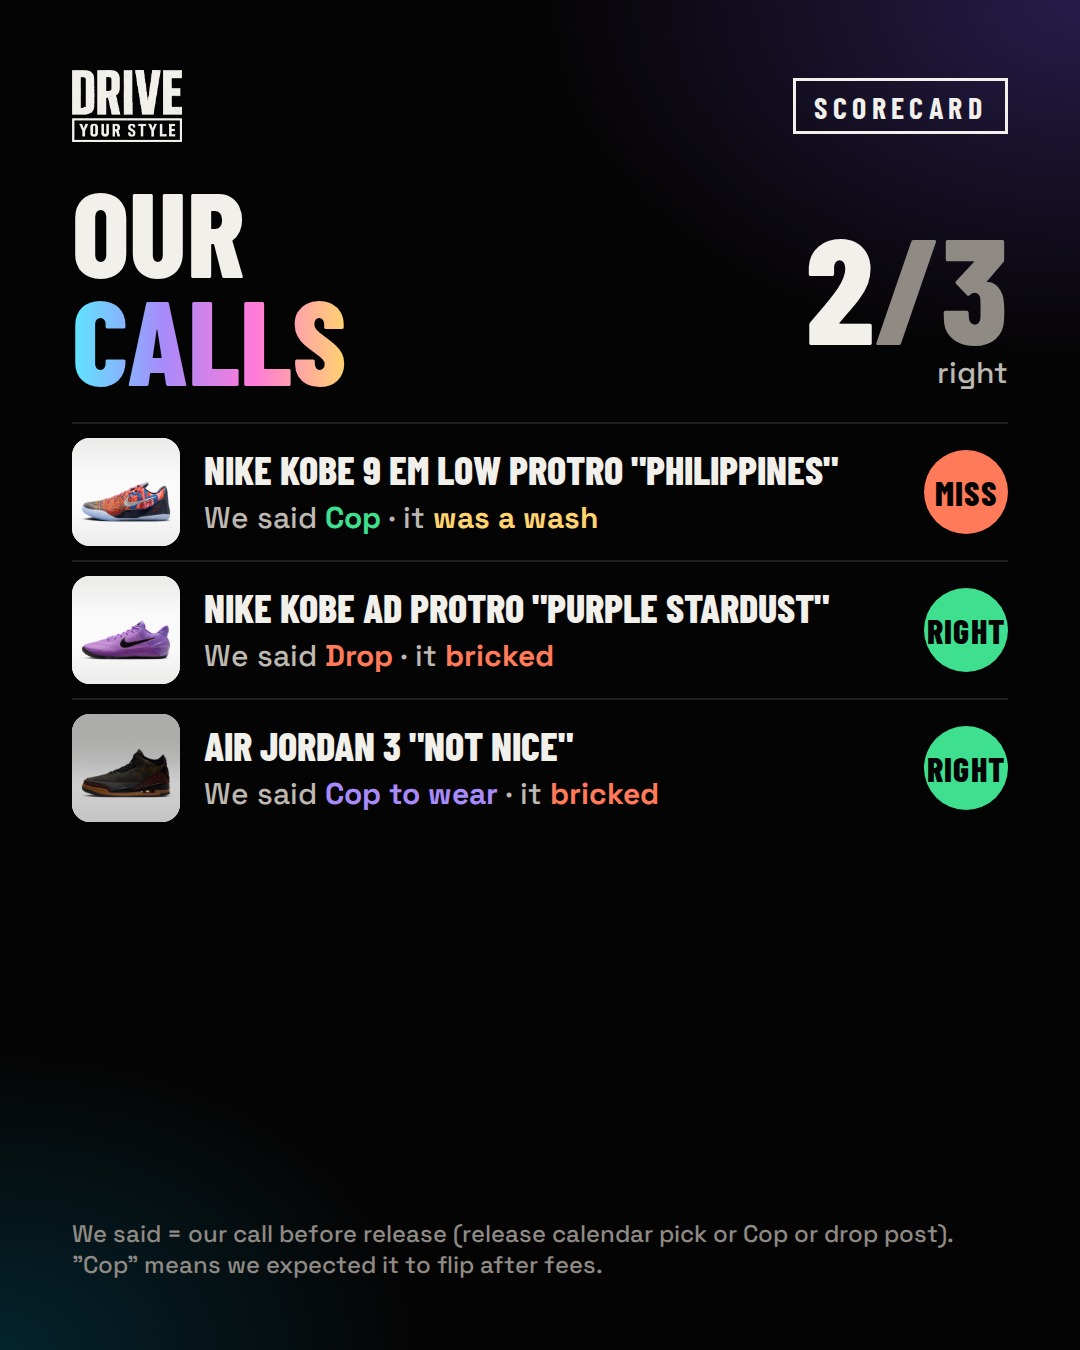 DRIVE
YOUR STYLE
SCORECARD
OUR
CALLS
2/3
right
NIKE KOBE 9 EM LOW PROTRO "PHILIPPINES"
We said Cop · it was a wash
MISS
NIKE KOBE AD PROTRO "PURPLE STARDUST"
We said Drop · it bricked
RIGHT
AIR JORDAN 3 "NOT NICE"
We said Cop to wear · it bricked
RIGHT
We said = our call before release (release calendar pick or Cop or drop post).
”Cop” means we expected it to flip after fees.